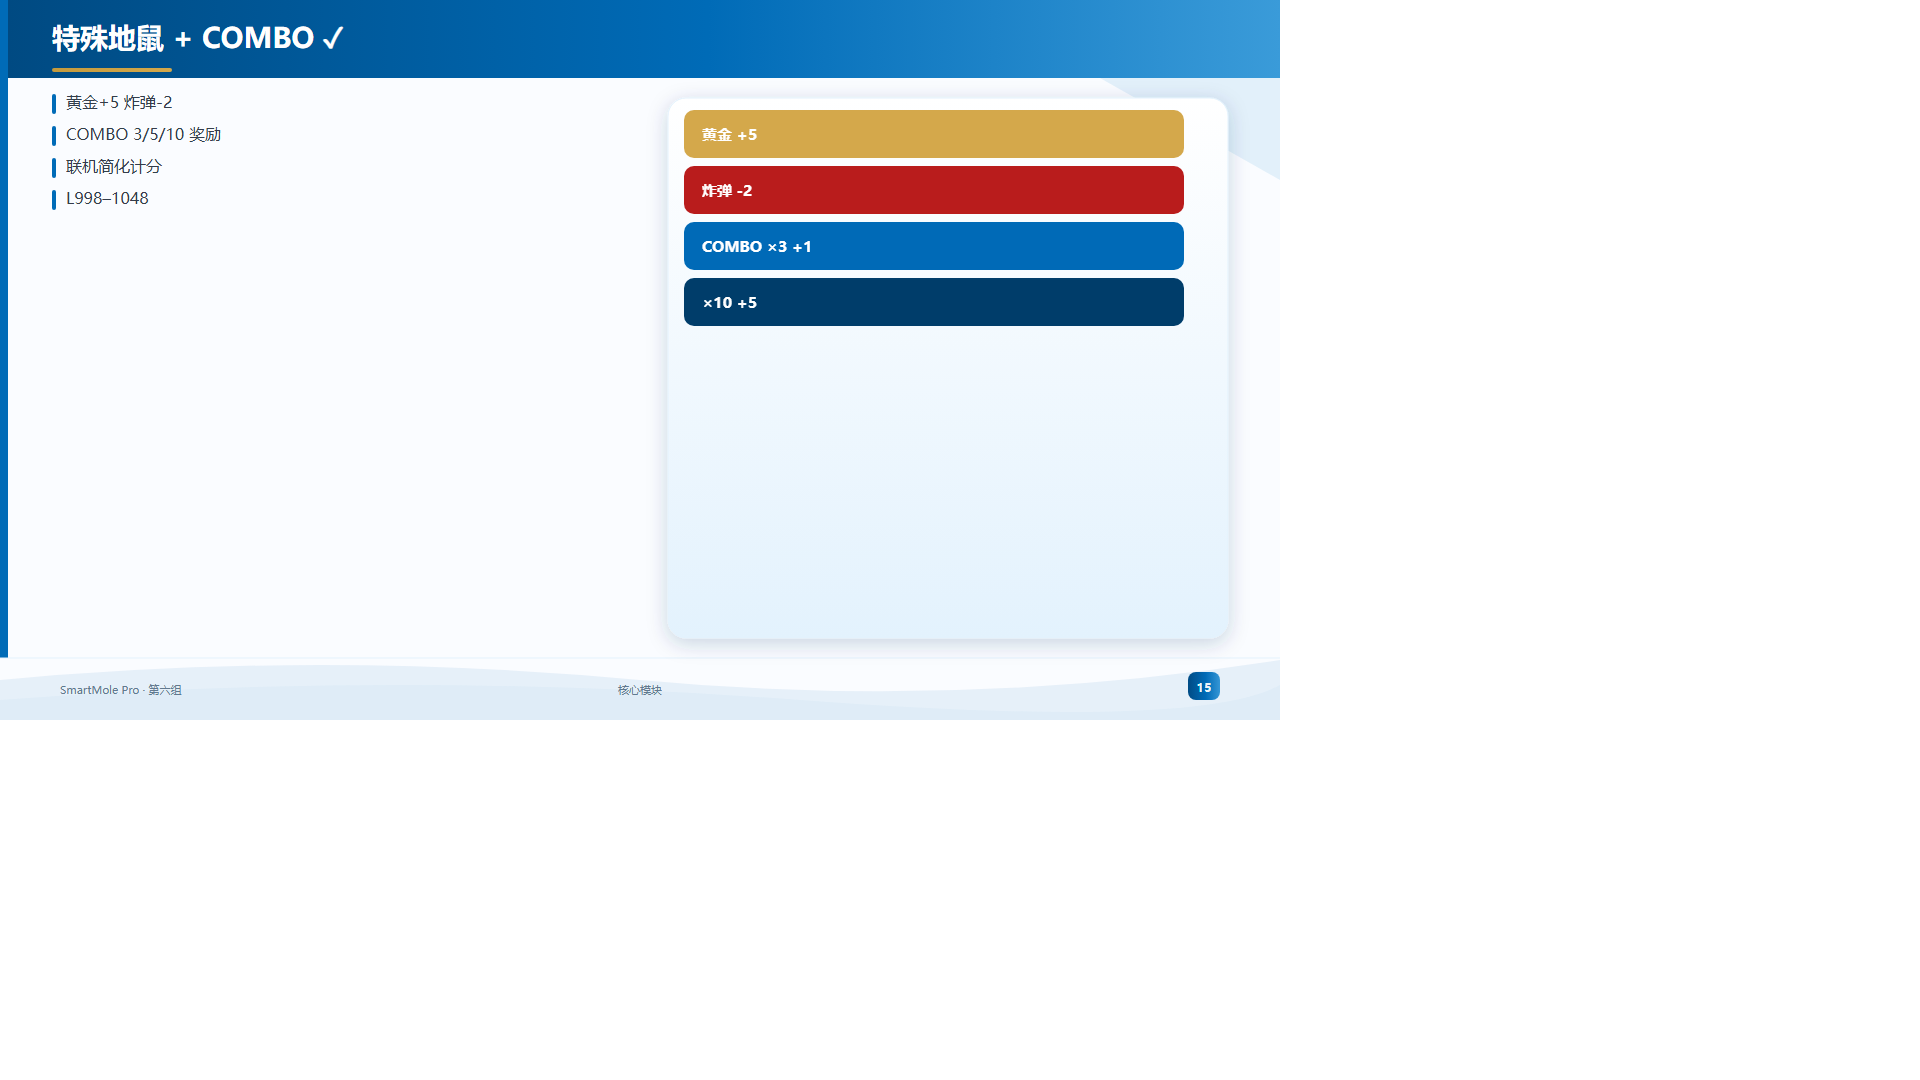 特殊地鼠 + COMBO ✓
黄金+5 炸弹-2
COMBO 3/5/10 奖励
联机简化计分
L998–1048
黄金 +5
炸弹 -2
COMBO ×3 +1
×10 +5
SmartMole Pro · 第六组
核心模块
15